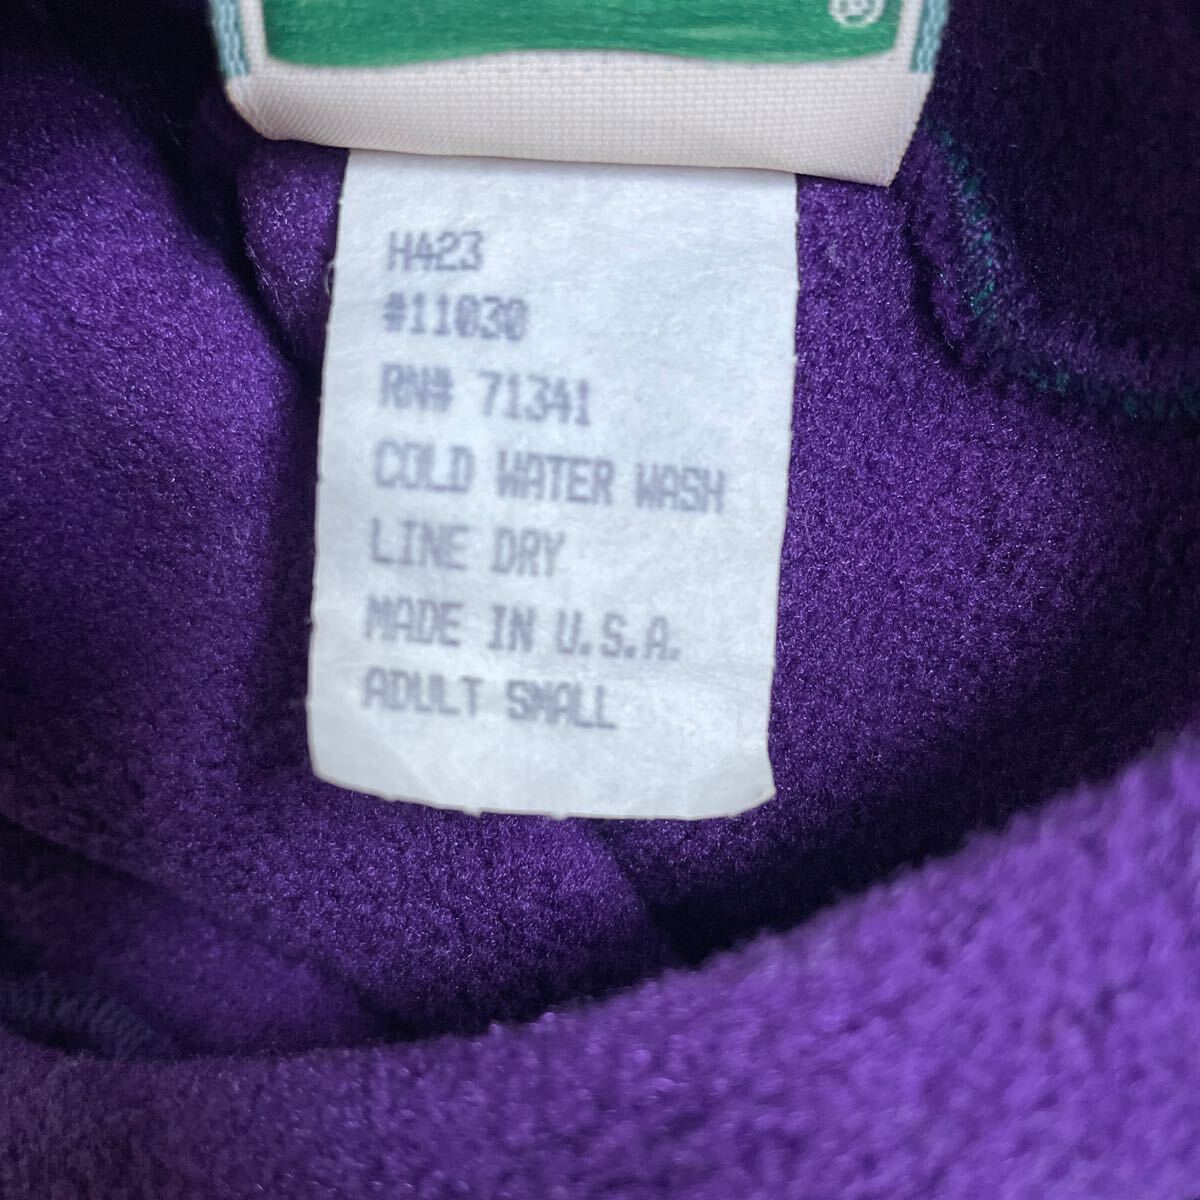 ®
H423
#11030
RN# 71341
COLD WATER WASH
LINE DRY
MADE IN U.S.A.
ADULT SMALL